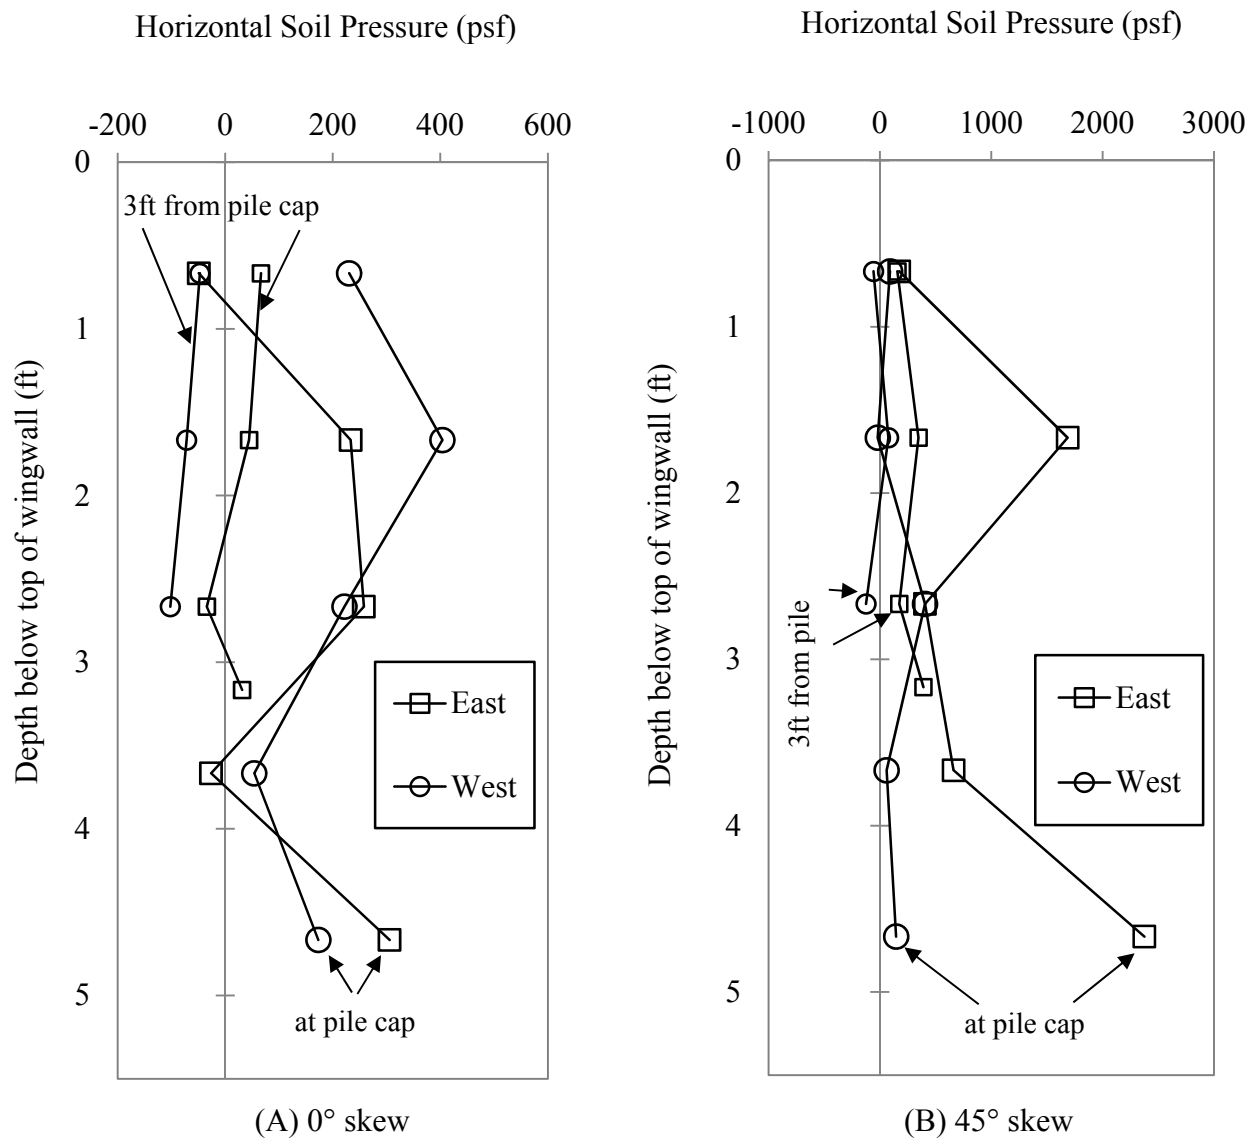 Horizontal Soil Pressure (psf)
-200 0 200 400 600
0
1
2
3
4
5
Depth below top of wingwall (ft)
3ft from pile cap
East
West
at pile cap
(A) 0° skew
Horizontal Soil Pressure (psf)
-1000 0 1000 2000 3000
0
1
2
3
4
5
Depth below top of wingwall (ft)
3ft from pile
East
West
at pile cap
(B) 45° skew